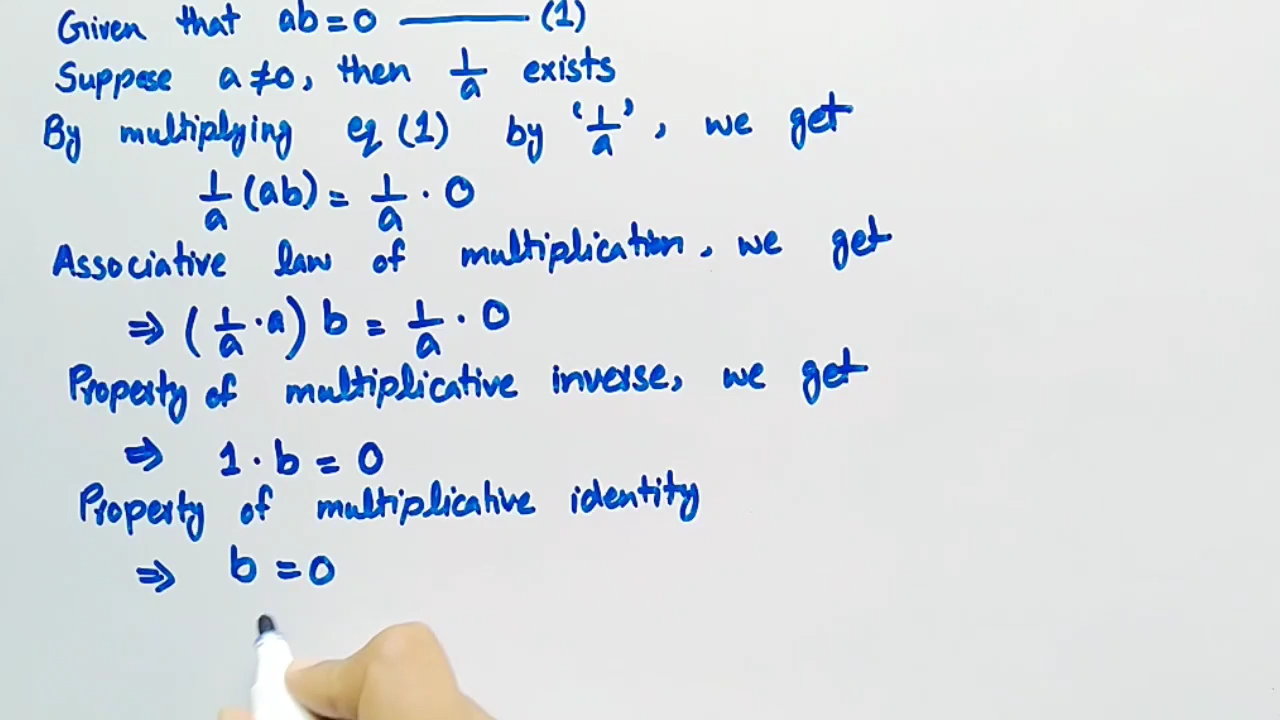 Given that ab = 0 ——— (1)
Suppose a ≠ 0, then 1/a exists
By multiplying eq (1) by '1/a', we get
1/a (ab) = 1/a · 0
Associative law of multiplication, we get
⇒ (1/a · a) b = 1/a · 0
Property of multiplicative inverse, we get
⇒ 1 · b = 0
Property of multiplicative identity
⇒ b = 0